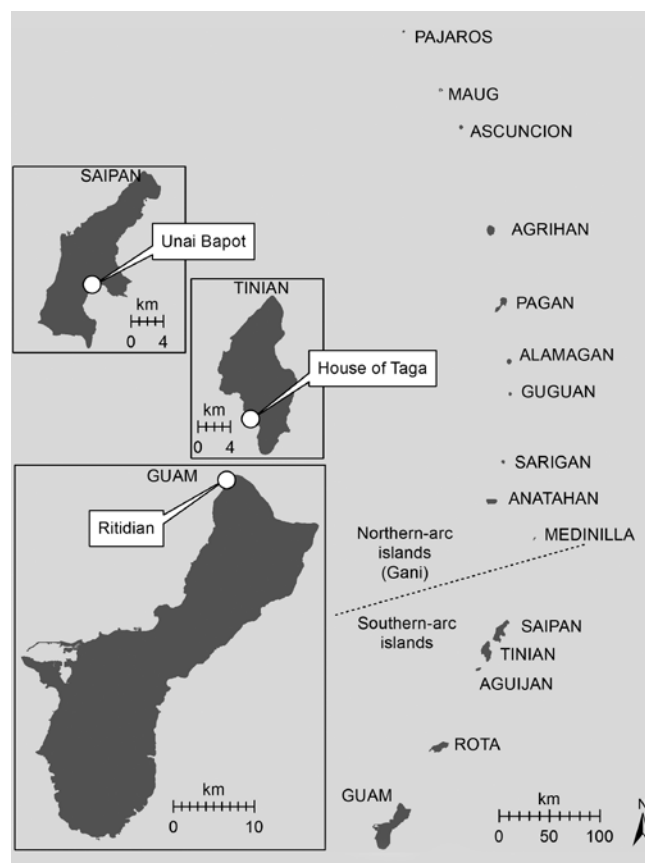 PAJAROS
MAUG
ASCUNCION
SAIPAN
Unai Bapot
km
0 4
AGRIHAN
PAGAN
ALAMAGAN
GUGUAN
SARIGAN
ANATAHAN
MEDINILLA
TINIAN
House of Taga
km
0 4
GUAM
Ritidian
km
0 10
Northern-arc
islands
(Gani)
Southern-arc
islands
SAIPAN
TINIAN
AGUIJAN
ROTA
GUAM
km
0 50 100
N